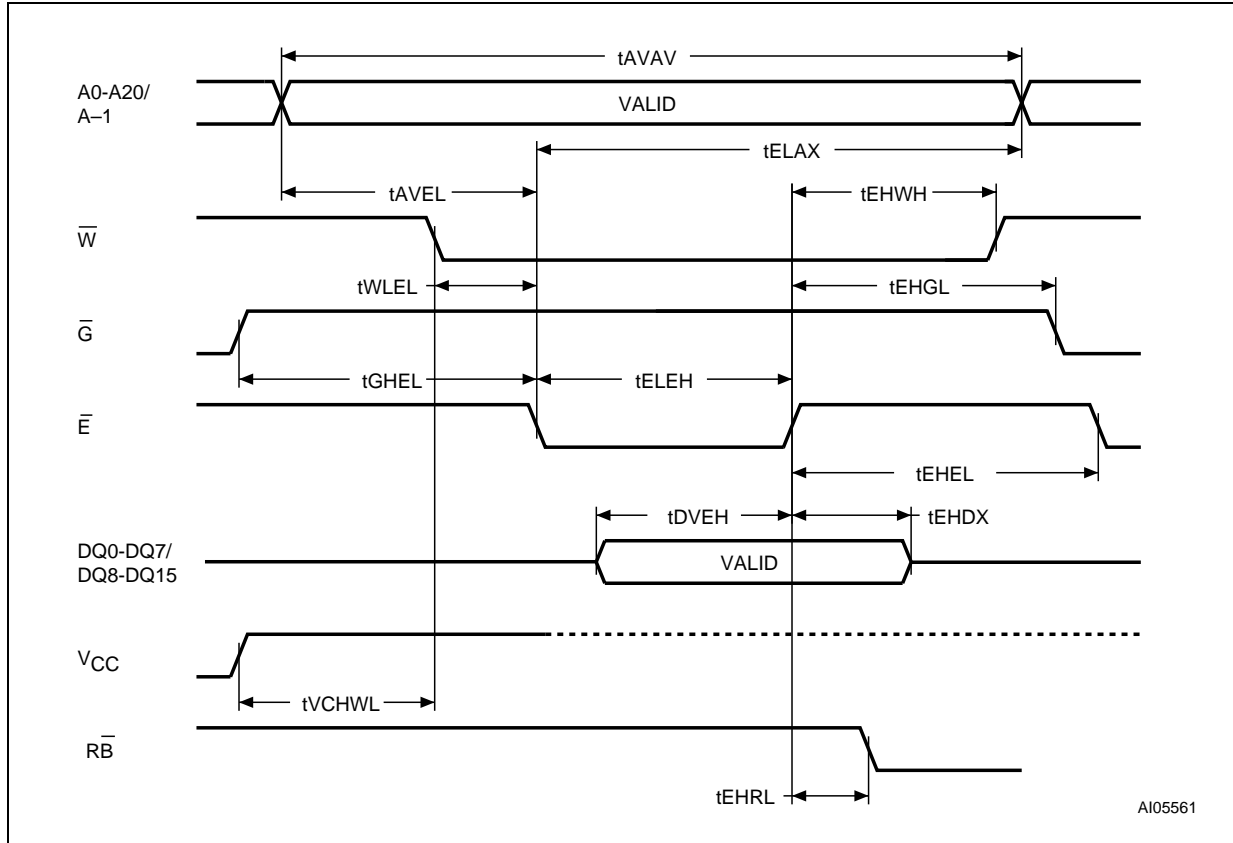 tAVAV
A0-A20/
A–1
VALID
tELAX
tAVEL
tEHWH
W̅
tWLEL
tEHGL
G̅
tGHEL
tELEH
E̅
tEHEL
tDVEH
tEHDX
DQ0-DQ7/
DQ8-DQ15
VALID
VCC
tVCHWL
RB̅
tEHRL
AI05561